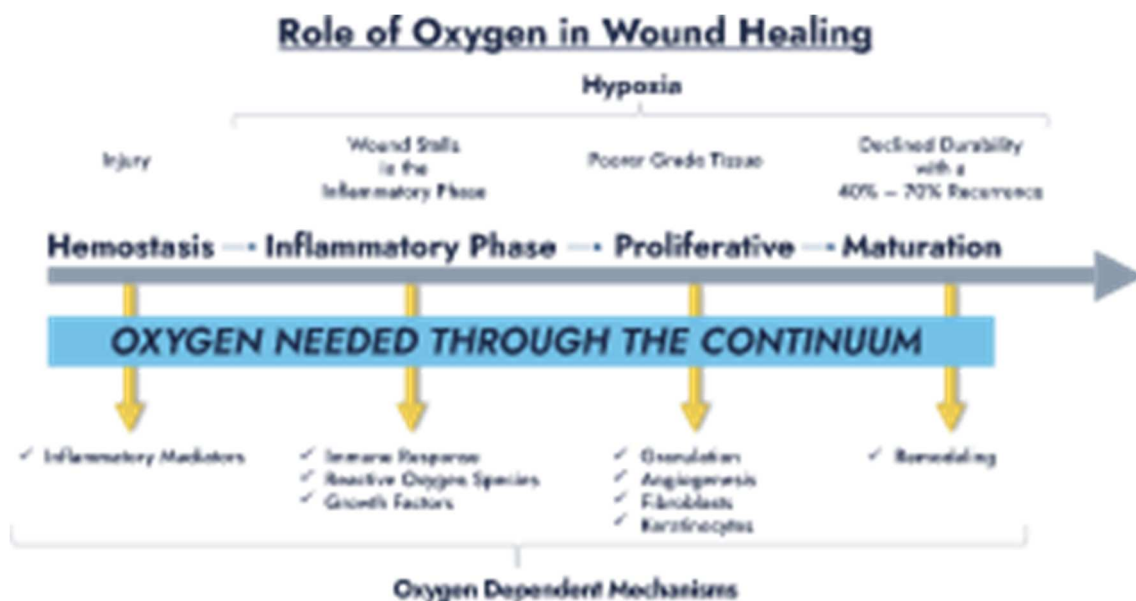 Role of Oxygen in Wound Healing
Hypoxia
Injury
Wound Stalls
in the
Inflammatory Phase
Poorer Grade Tissue
Declined Durability
with a
40% – 70% Recurrence
Hemostasis
Inflammatory Phase
Proliferative
Maturation
OXYGEN NEEDED THROUGH THE CONTINUUM
✓ Inflammatory Mediators
✓ Immune Response
✓ Reactive Oxygen Species
✓ Growth Factors
✓ Granulation
✓ Angiogenesis
✓ Fibroblasts
✓ Keratinocytes
✓ Remodeling
Oxygen Dependent Mechanisms